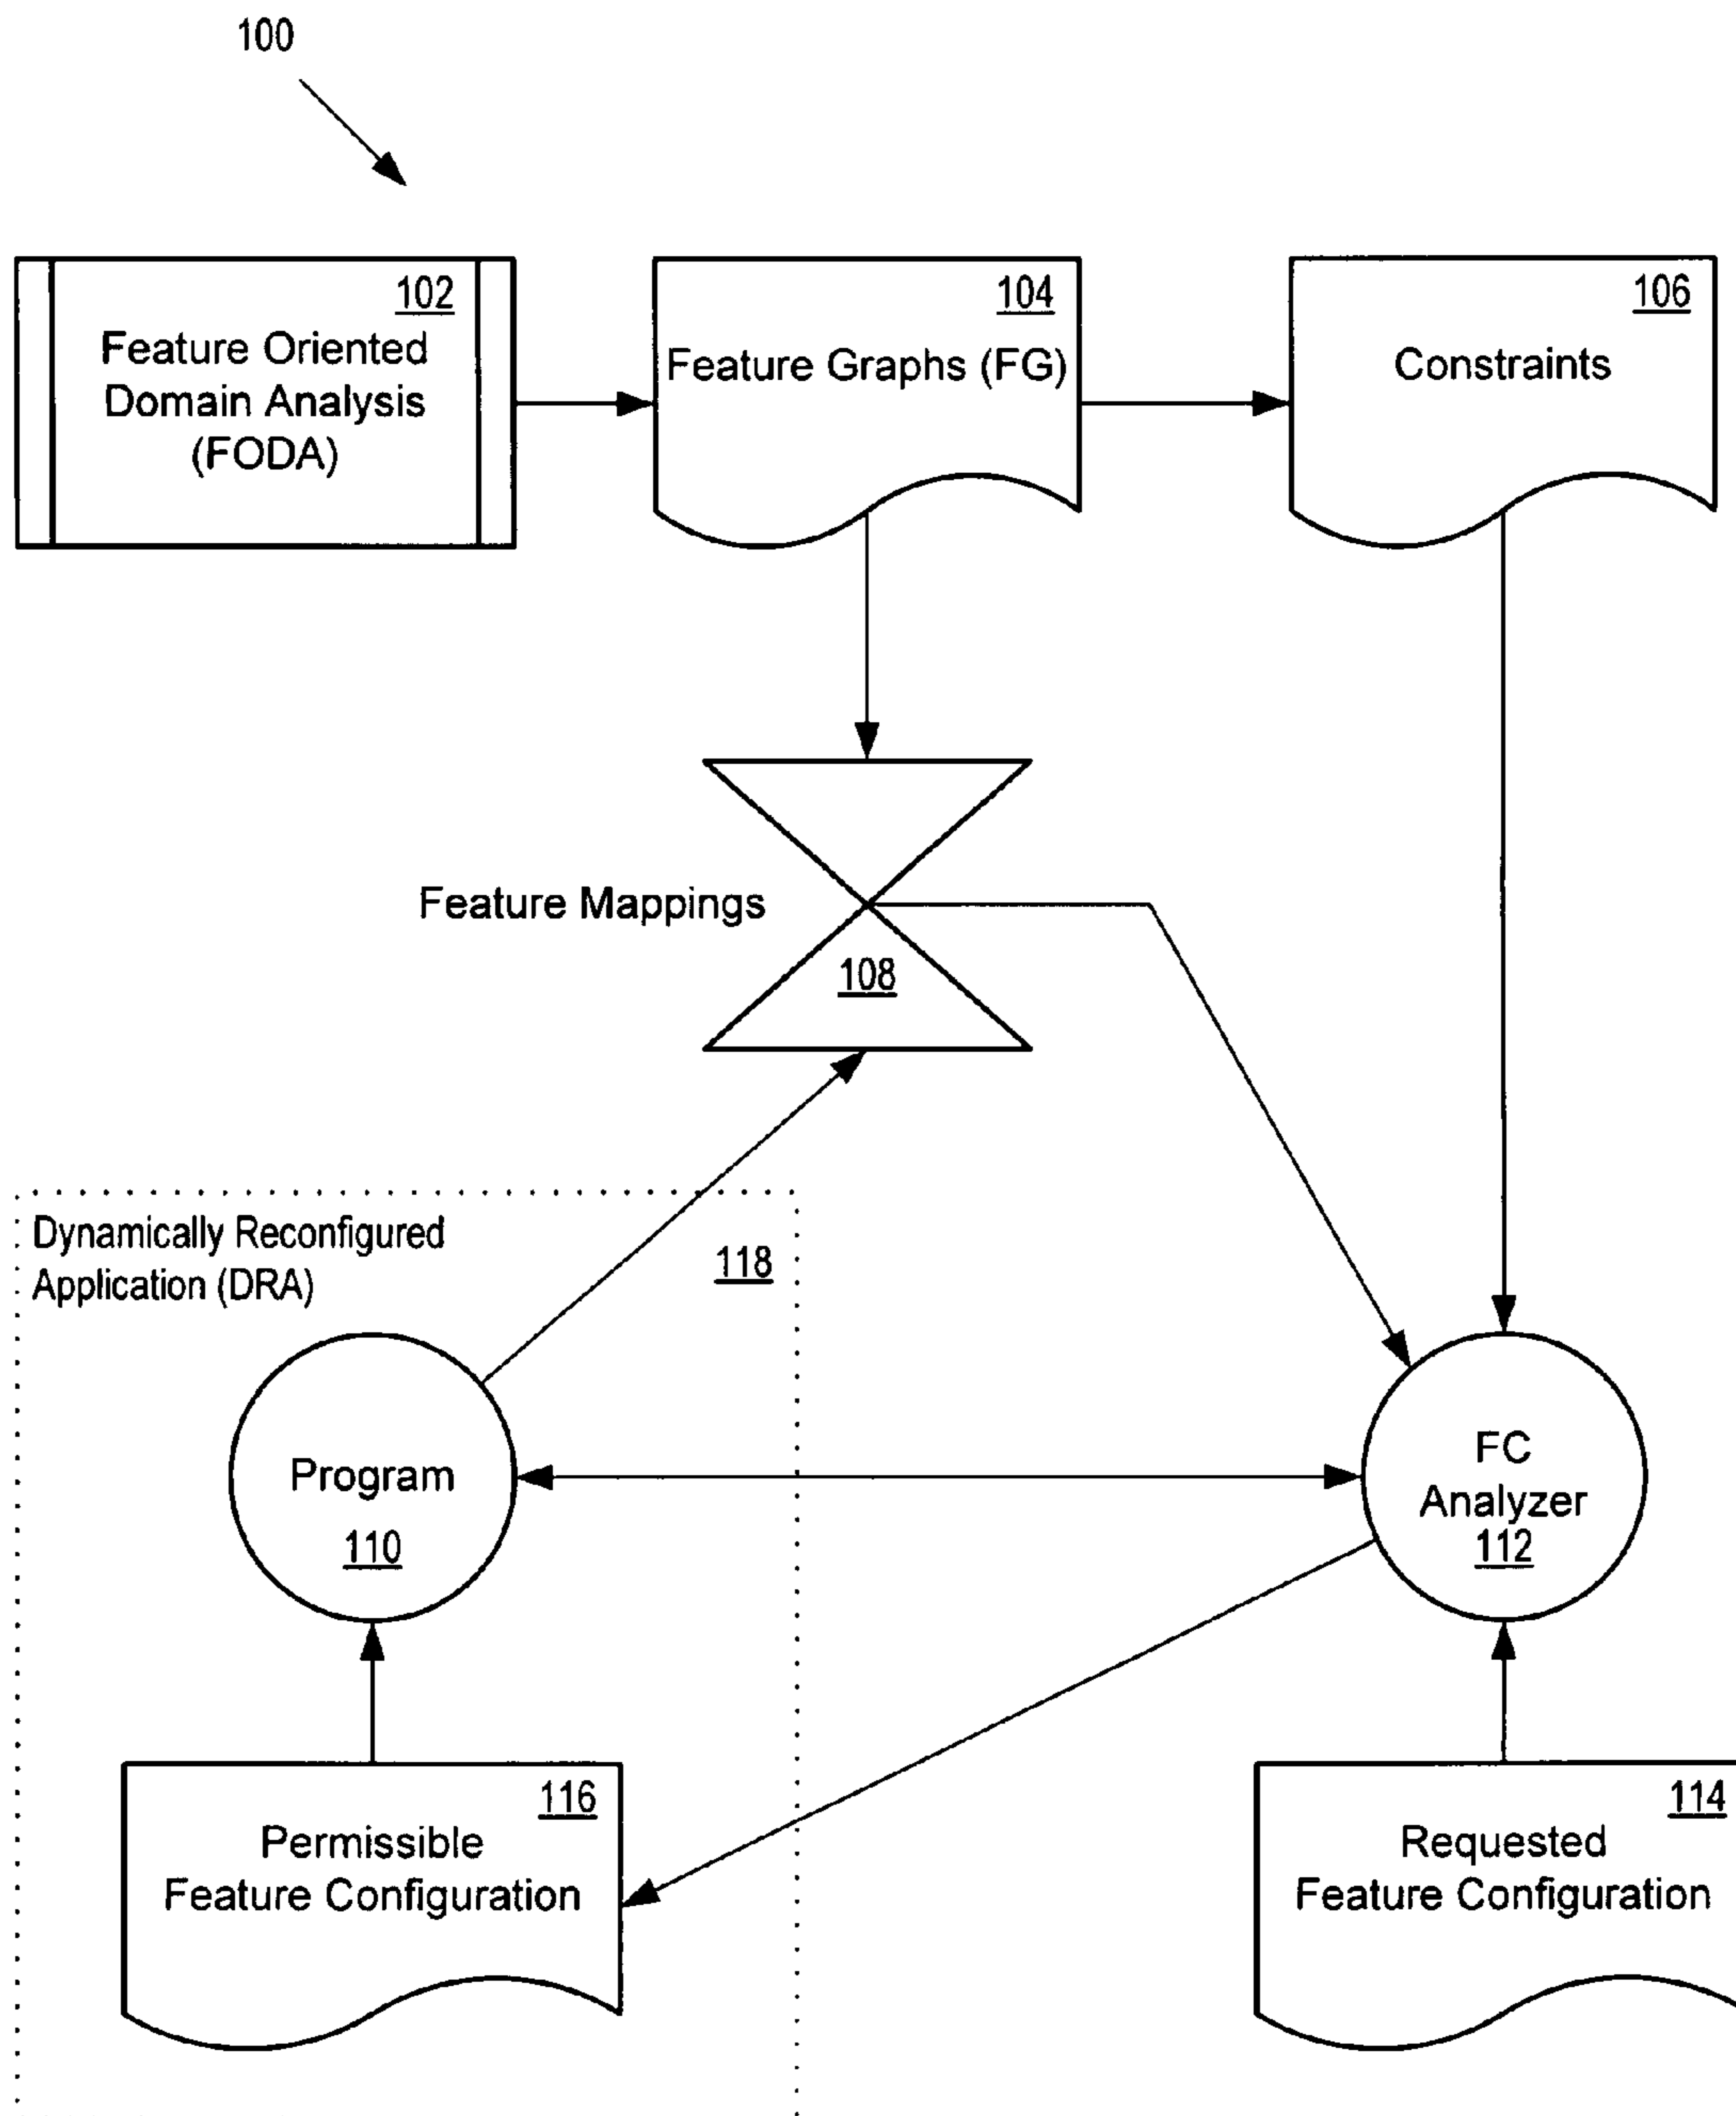 100
102
Feature Oriented
Domain Analysis
(FODA)
104
Feature Graphs (FG)
106
Constraints
Feature Mappings
108
Dynamically Reconfigured
Application (DRA)
118
Program
110
FC
Analyzer
112
116
Permissible
Feature Configuration
114
Requested
Feature Configuration